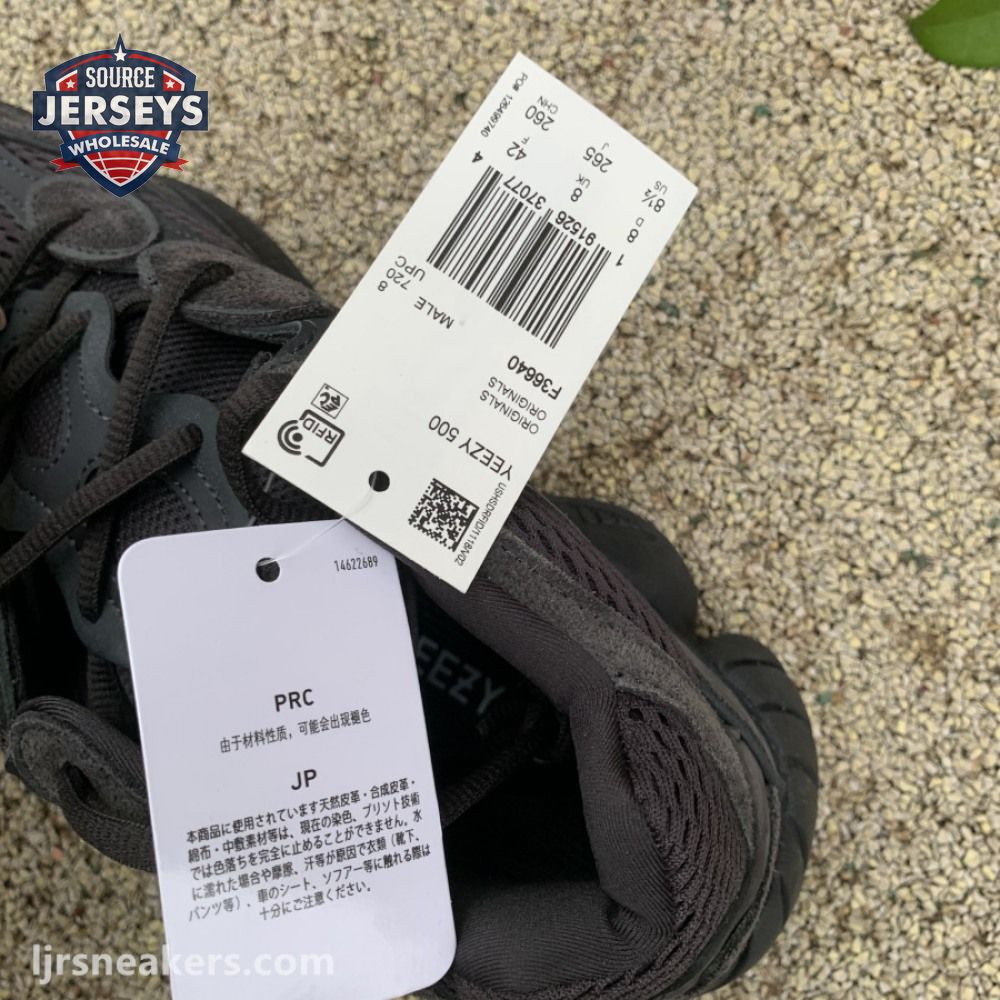 SOURCE
JERSEYS
WHOLESALE
PO# 126499740
CHN
260
J
265
F
42
UK
8
US
8½
D
8
1
91526 37077
4
720
8
UPC
MALE
F36640
ORIGINALS
ORIGINALS
YEEZY 500
RFID
USHSDRFID/1118/V02
14622689
YEEZY
PRC
由于材料性质，可能会出现褪色
JP
本商品に使用されています天然皮革・合成皮革・
綿布・中敷素材等は、現在の染色、プリント技術
では色落ちを完全に止めることができません。水
に濡れた場合や摩擦、汗等が原因で衣類（靴下、
パンツ等）、車のシート、ソファー等に触れる際は
十分にご注意ください。
ljrsneakers.com